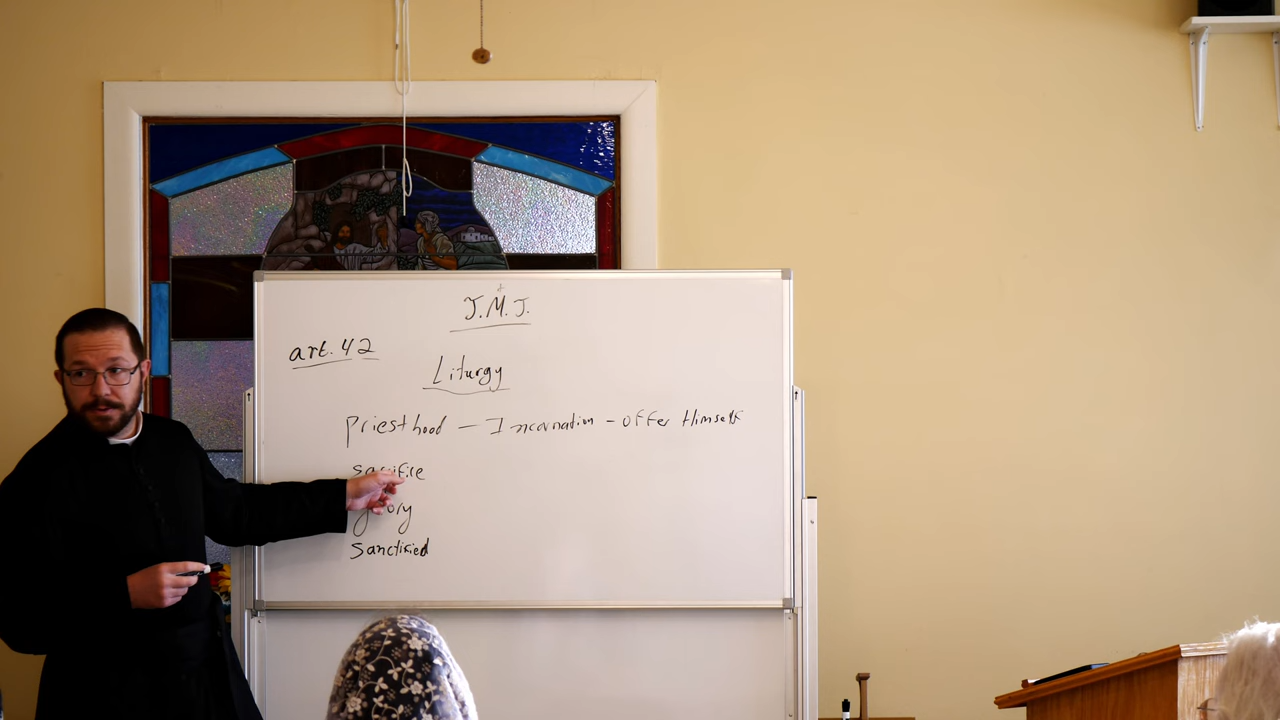 J.M.J.
art. 42
Liturgy
Priesthood – Incarnation – offer Himself
sacrifice
glory
sanctified